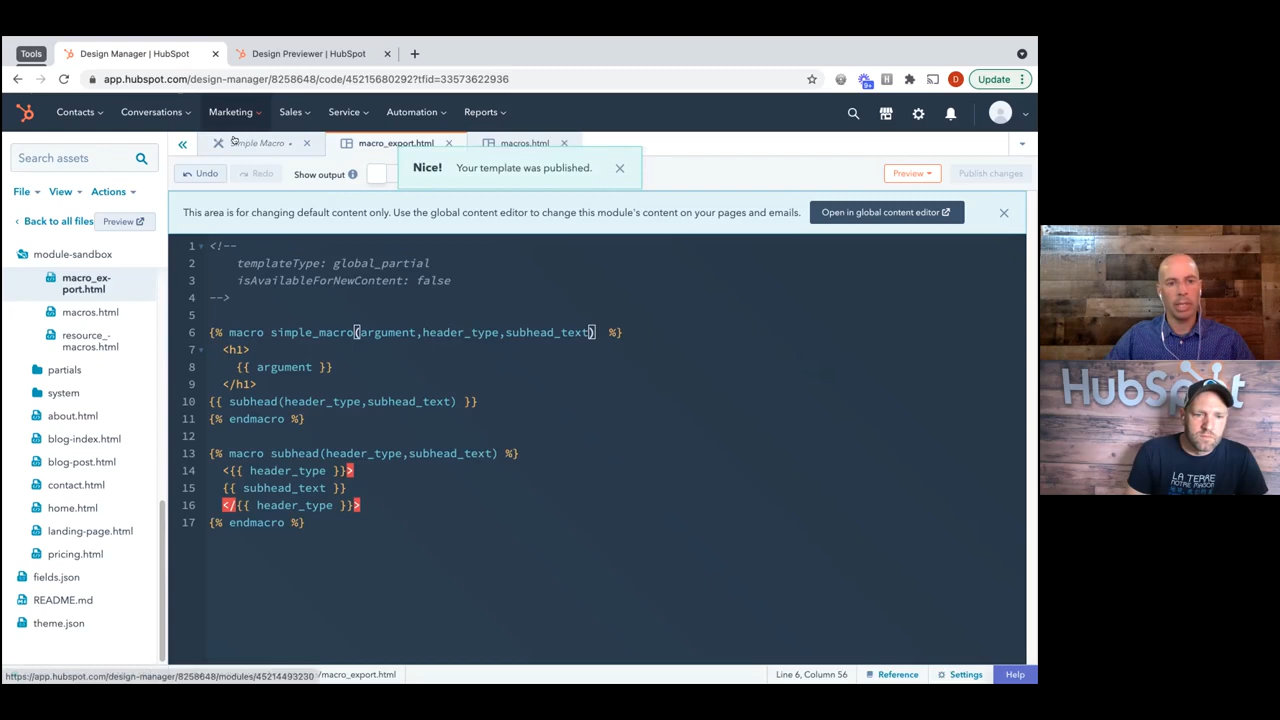 Tools
Design Manager | HubSpot
Design Previewer | HubSpot
app.hubspot.com/design-manager/8258648/code/45215680292?tfid=33573622936
9+
H
D
Update
Contacts
Conversations
Marketing
Sales
Service
Automation
Reports
Search assets
Simple Macro
macro_export.html
macros.html
Undo
Redo
Show output
Nice! Your template was published.
Preview
Publish changes
File
View
Actions
Back to all files
Preview
This area is for changing default content only. Use the global content editor to change this module's content on your pages and emails.
Open in global content editor
module-sandbox
macro_ex-
port.html
macros.html
resource_-
macros.html
partials
system
about.html
blog-index.html
blog-post.html
contact.html
home.html
landing-page.html
pricing.html
fields.json
README.md
theme.json
1 <!--
2 templateType: global_partial
3 isAvailableForNewContent: false
4 -->
5
6 {% macro simple_macro(argument,header_type,subhead_text) %}
7 <h1>
8 {{ argument }}
9 </h1>
10 {{ subhead(header_type,subhead_text) }}
11 {% endmacro %}
12
13 {% macro subhead(header_type,subhead_text) %}
14 <{{ header_type }}>
15 {{ subhead_text }}
16 </{{ header_type }}>
17 {% endmacro %}
https://app.hubspot.com/design-manager/8258648/modules/45214493230
/macro_export.html
Line 6, Column 56
Reference
Settings
Help
HubSpot
LA TERRE
NOTRE MAISON